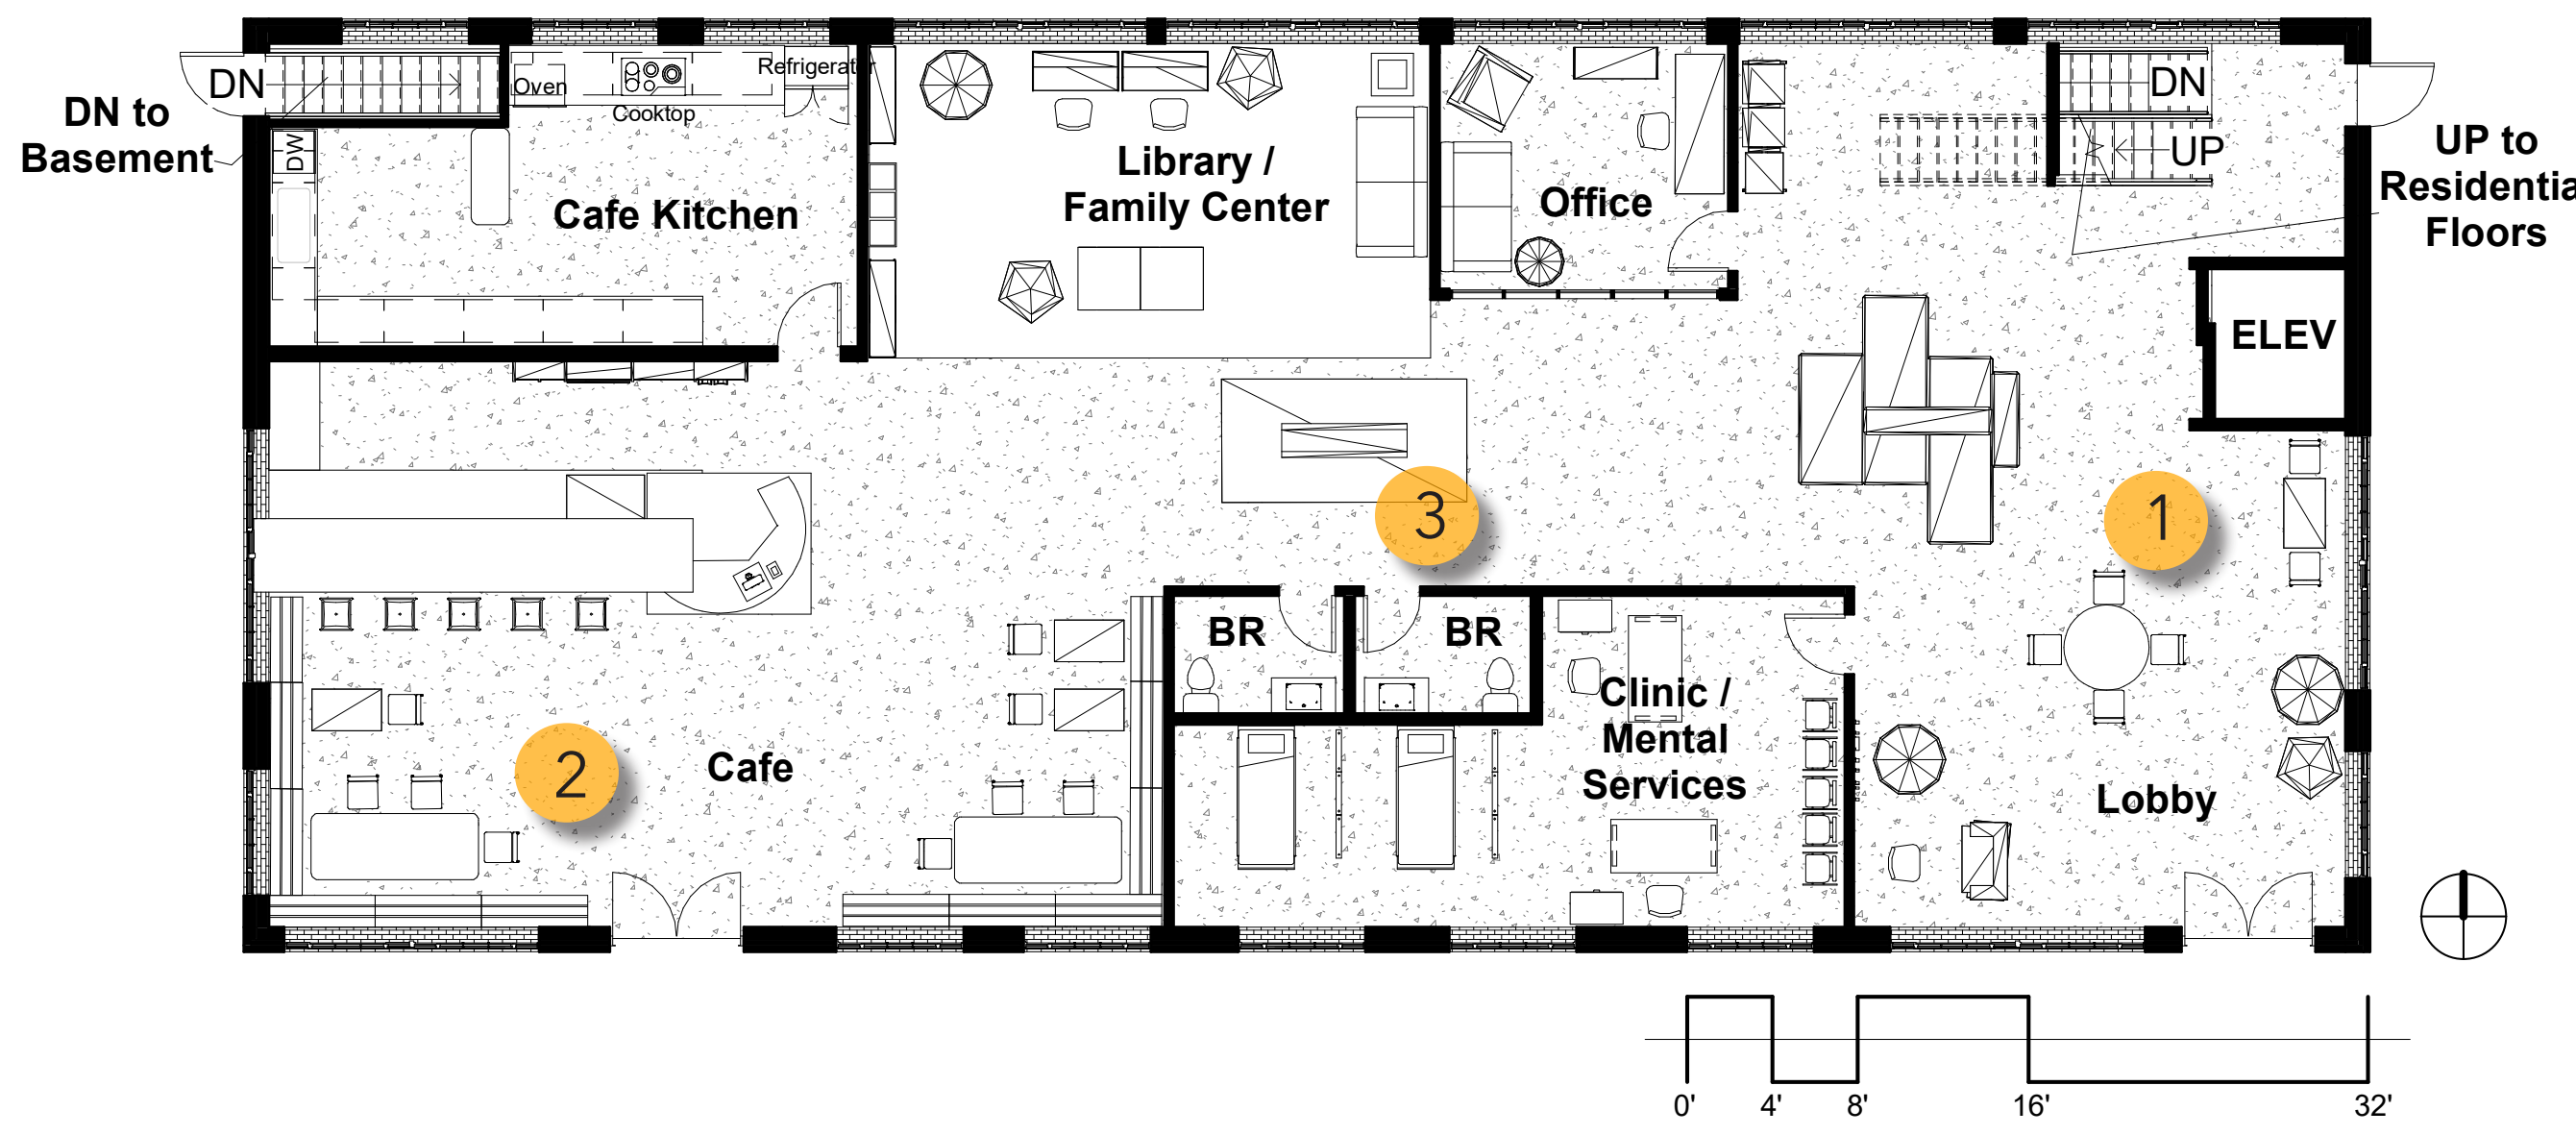 DN
DN to
Basement
Oven
Cooktop
Refrigerator
DW
Cafe Kitchen
Library /
Family Center
Office
DN
UP
UP to
Residentia
Floors
ELEV
1
3
BR
BR
Clinic /
Mental
Services
2
Cafe
Lobby
0'
4'
8'
16'
32'